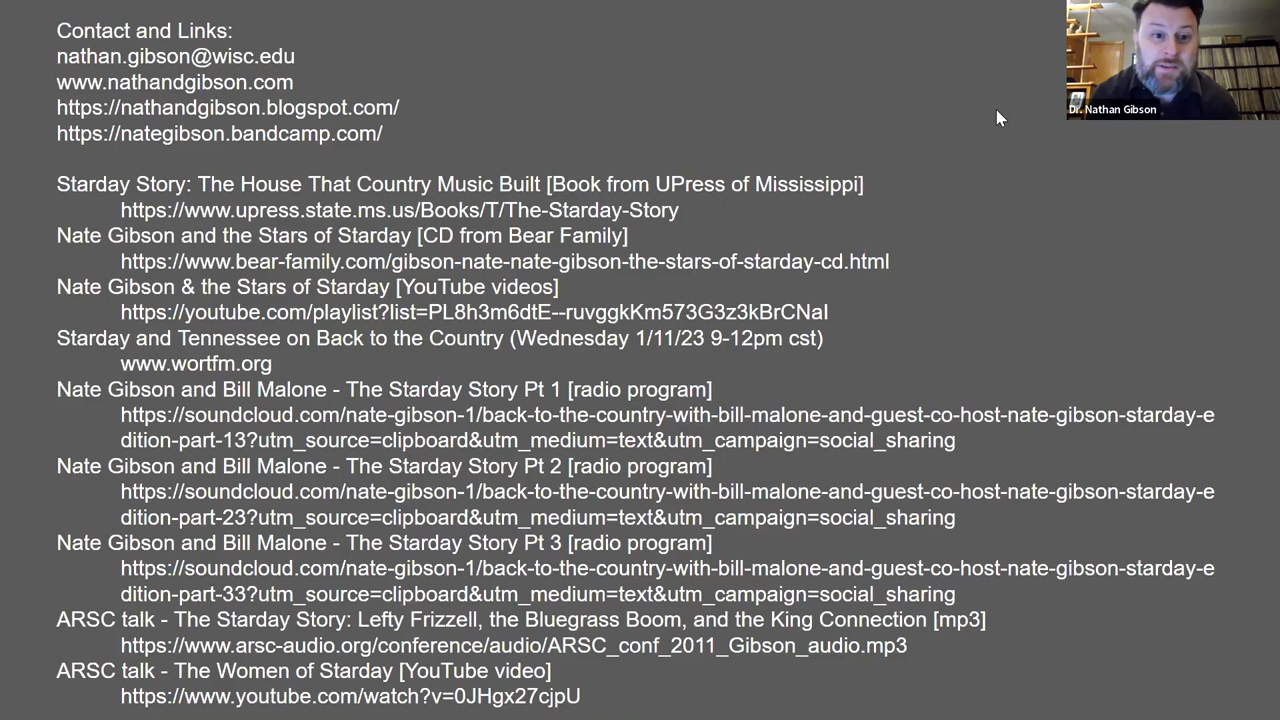 Contact and Links:
nathan.gibson@wisc.edu
www.nathandgibson.com
https://nathandgibson.blogspot.com/
https://nategibson.bandcamp.com/
Dr. Nathan Gibson
Starday Story: The House That Country Music Built [Book from UPress of Mississippi]
https://www.upress.state.ms.us/Books/T/The-Starday-Story
Nate Gibson and the Stars of Starday [CD from Bear Family]
https://www.bear-family.com/gibson-nate-nate-gibson-the-stars-of-starday-cd.html
Nate Gibson & the Stars of Starday [YouTube videos]
https://youtube.com/playlist?list=PL8h3m6dtE--ruvggkKm573G3z3kBrCNaI
Starday and Tennessee on Back to the Country (Wednesday 1/11/23 9-12pm cst)
www.wortfm.org
Nate Gibson and Bill Malone - The Starday Story Pt 1 [radio program]
https://soundcloud.com/nate-gibson-1/back-to-the-country-with-bill-malone-and-guest-co-host-nate-gibson-starday-e
dition-part-13?utm_source=clipboard&utm_medium=text&utm_campaign=social_sharing
Nate Gibson and Bill Malone - The Starday Story Pt 2 [radio program]
https://soundcloud.com/nate-gibson-1/back-to-the-country-with-bill-malone-and-guest-co-host-nate-gibson-starday-e
dition-part-23?utm_source=clipboard&utm_medium=text&utm_campaign=social_sharing
Nate Gibson and Bill Malone - The Starday Story Pt 3 [radio program]
https://soundcloud.com/nate-gibson-1/back-to-the-country-with-bill-malone-and-guest-co-host-nate-gibson-starday-e
dition-part-33?utm_source=clipboard&utm_medium=text&utm_campaign=social_sharing
ARSC talk - The Starday Story: Lefty Frizzell, the Bluegrass Boom, and the King Connection [mp3]
https://www.arsc-audio.org/conference/audio/ARSC_conf_2011_Gibson_audio.mp3
ARSC talk - The Women of Starday [YouTube video]
https://www.youtube.com/watch?v=0JHgx27cjpU